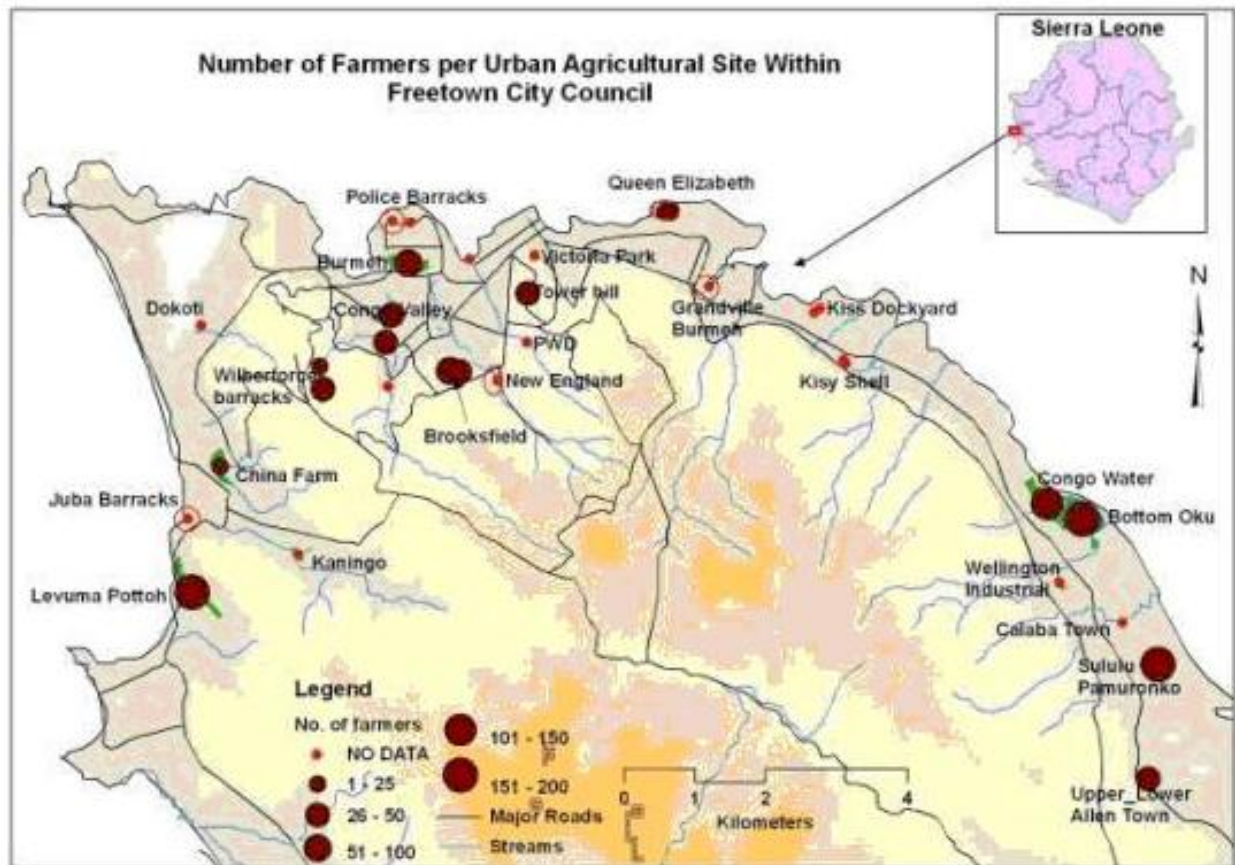 Sierra Leone
Number of Farmers per Urban Agricultural Site Within
Freetown City Council
Queen Elizabeth
Police Barracks
Victoria Park
Burmeh
N
Tower hill
Dokoti
Congo Valley
Grandville
Burmeh
Kiss Dockyard
PWD
Kisy Shell
Wilberforce
barracks
New England
Brooksfield
China Farm
Congo Water
Juba Barracks
Bottom Oku
Kaningo
Wellington
Industrial
Levuma Pottoh
Calaba Town
Sululu
Pamuronko
Legend
No. of farmers
NO DATA
1 - 25
26 - 50
51 - 100
101 - 150
151 - 200
Major Roads
Streams
0 1 2 4
Kilometers
Upper_Lower
Allen Town